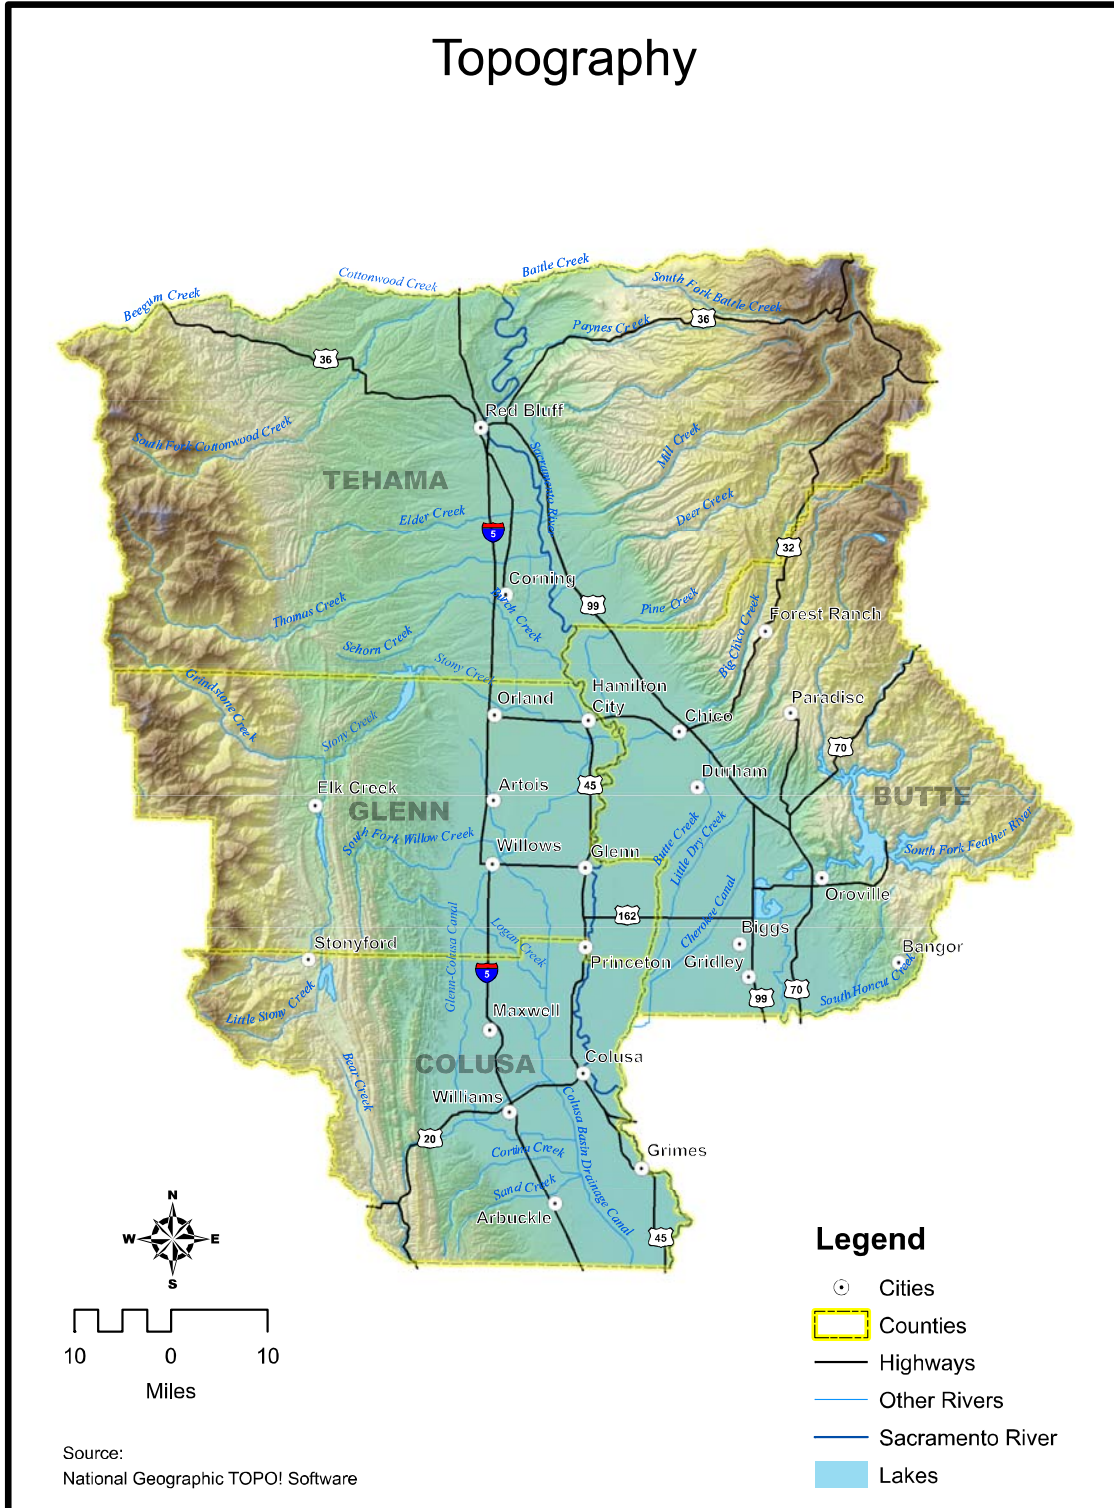 Topography
Battle Creek
Cottonwood Creek
South Fork Battle Creek
Beegum Creek
Paynes Creek
36
36
Red Bluff
South Fork Cottonwood Creek
Mill Creek
Sacramento River
TEHAMA
Deer Creek
Elder Creek
5
32
Corning
Birch Creek
99
Pine Creek
Thomas Creek
Forest Ranch
Big Chico Creek
Sehorn Creek
Stony Creek
Grindstone Creek
Hamilton
City
Orland
Paradise
Chico
Stony Creek
70
Durham
Elk Creek
Artois
45
BUTTE
GLENN
South Fork Willow Creek
Butte Creek
Little Dry Creek
South Fork Feather River
Willows
Glenn
Oroville
Cherokee Canal
162
Glenn-Colusa Canal
Logan Creek
Biggs
Stonyford
Princeton
Gridley
Bangor
5
99
70
South Honcut Creek
Little Stony Creek
Maxwell
Bear Creek
COLUSA
Colusa
Williams
20
Colusa Basin Drainage Canal
Cortina Creek
Grimes
Sand Creek
Arbuckle
45
N
W
E
S
10
0
10
Miles
Legend
Cities
Counties
Highways
Other Rivers
Sacramento River
Lakes
Source:
National Geographic TOPO! Software